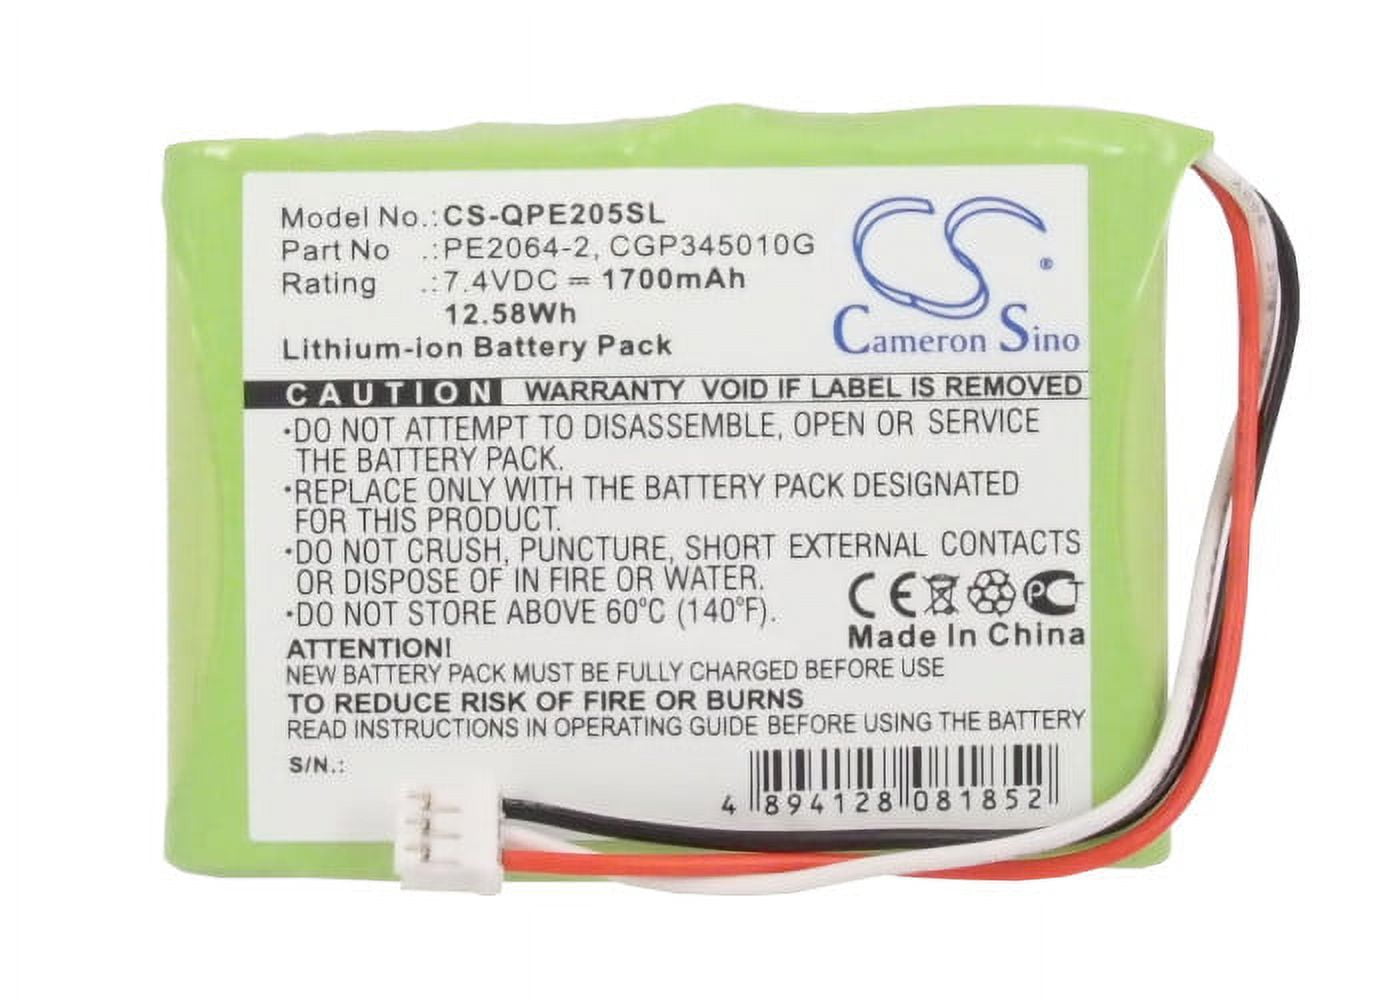 Model No.: CS-QPE205SL
Part No .: PE2064-2, CGP345010G
Rating .: 7.4VDC ⎓ 1700mAh
12.58Wh
Lithium-ion Battery Pack
CS ®
Cameron Sino
CAUTION WARRANTY VOID IF LABEL IS REMOVED
·DO NOT ATTEMPT TO DISASSEMBLE, OPEN OR SERVICE
THE BATTERY PACK.
·REPLACE ONLY WITH THE BATTERY PACK DESIGNATED
FOR THIS PRODUCT.
·DO NOT CRUSH, PUNCTURE, SHORT EXTERNAL CONTACTS
OR DISPOSE OF IN FIRE OR WATER.
·DO NOT STORE ABOVE 60°C (140°F).
CE PCT
Made In China
ATTENTION!
NEW BATTERY PACK MUST BE FULLY CHARGED BEFORE USE
TO REDUCE RISK OF FIRE OR BURNS
READ INSTRUCTIONS IN OPERATING GUIDE BEFORE USING THE BATTERY
S/N.:
4 894128 081852